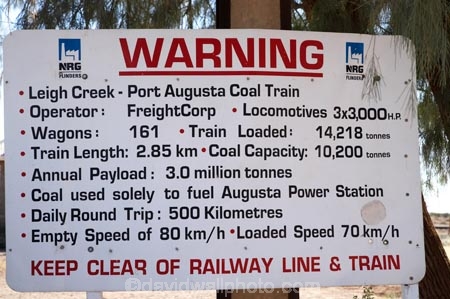 NRG
FLINDERS
WARNING
NRG
FLINDERS
• Leigh Creek - Port Augusta Coal Train
• Operator: FreightCorp • Locomotives 3x3,000 H.P.
• Wagons: 161 • Train Loaded: 14,218 tonnes
• Train Length: 2.85 km • Coal Capacity: 10,200 tonnes
• Annual Payload: 3.0 million tonnes
• Coal used solely to fuel Augusta Power Station
• Daily Round Trip: 500 Kilometres
• Empty Speed of 80 km/h • Loaded Speed 70 km/h
KEEP CLEAR OF RAILWAY LINE & TRAIN
©davidwallphoto.com